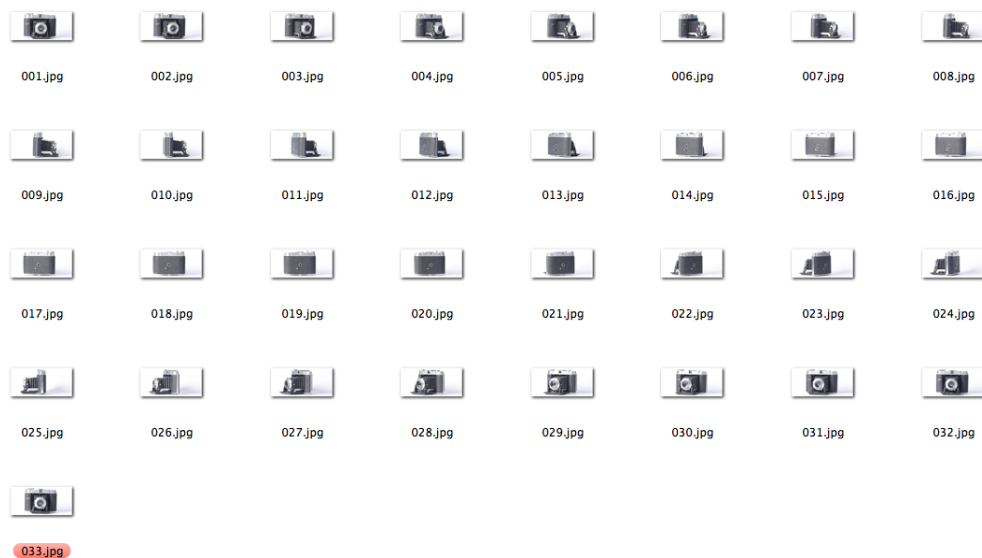 001.jpg 002.jpg 003.jpg 004.jpg 005.jpg 006.jpg 007.jpg 008.jpg
009.jpg 010.jpg 011.jpg 012.jpg 013.jpg 014.jpg 015.jpg 016.jpg
017.jpg 018.jpg 019.jpg 020.jpg 021.jpg 022.jpg 023.jpg 024.jpg
025.jpg 026.jpg 027.jpg 028.jpg 029.jpg 030.jpg 031.jpg 032.jpg
033.jpg